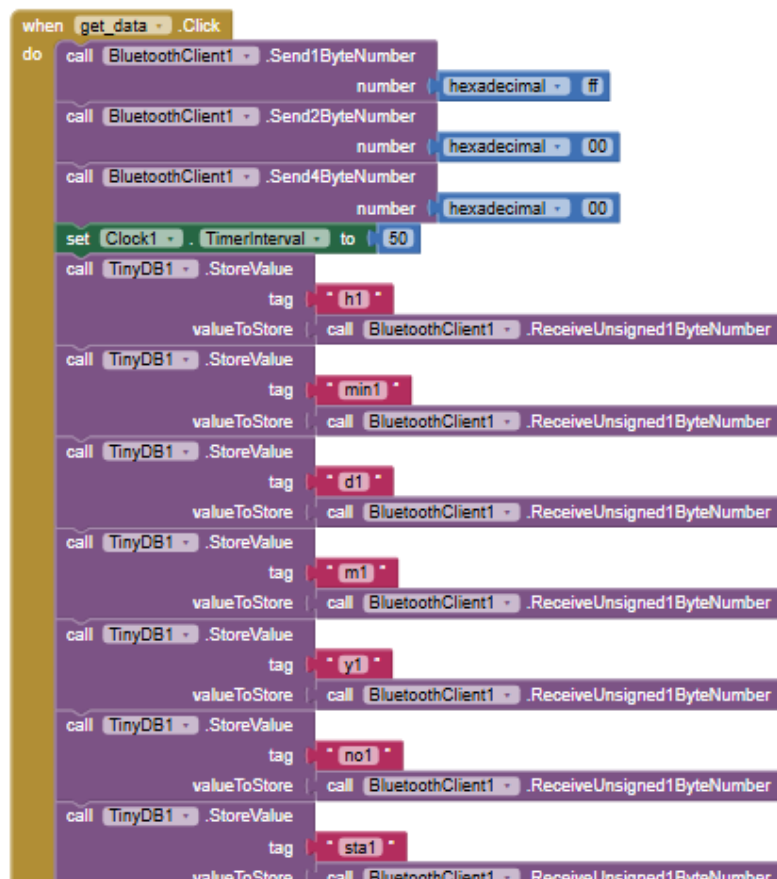 when get_data .Click
do call BluetoothClient1 .Send1ByteNumber
number hexadecimal ff
call BluetoothClient1 .Send2ByteNumber
number hexadecimal 00
call BluetoothClient1 .Send4ByteNumber
number hexadecimal 00
set Clock1 . TimerInterval to 50
call TinyDB1 .StoreValue
tag " h1 "
valueToStore call BluetoothClient1 .ReceiveUnsigned1ByteNumber
call TinyDB1 .StoreValue
tag " min1 "
valueToStore call BluetoothClient1 .ReceiveUnsigned1ByteNumber
call TinyDB1 .StoreValue
tag " d1 "
valueToStore call BluetoothClient1 .ReceiveUnsigned1ByteNumber
call TinyDB1 .StoreValue
tag " m1 "
valueToStore call BluetoothClient1 .ReceiveUnsigned1ByteNumber
call TinyDB1 .StoreValue
tag " y1 "
valueToStore call BluetoothClient1 .ReceiveUnsigned1ByteNumber
call TinyDB1 .StoreValue
tag " no1 "
valueToStore call BluetoothClient1 .ReceiveUnsigned1ByteNumber
call TinyDB1 .StoreValue
tag " sta1 "
valueToStore call BluetoothClient1 .ReceiveUnsigned1ByteNumber